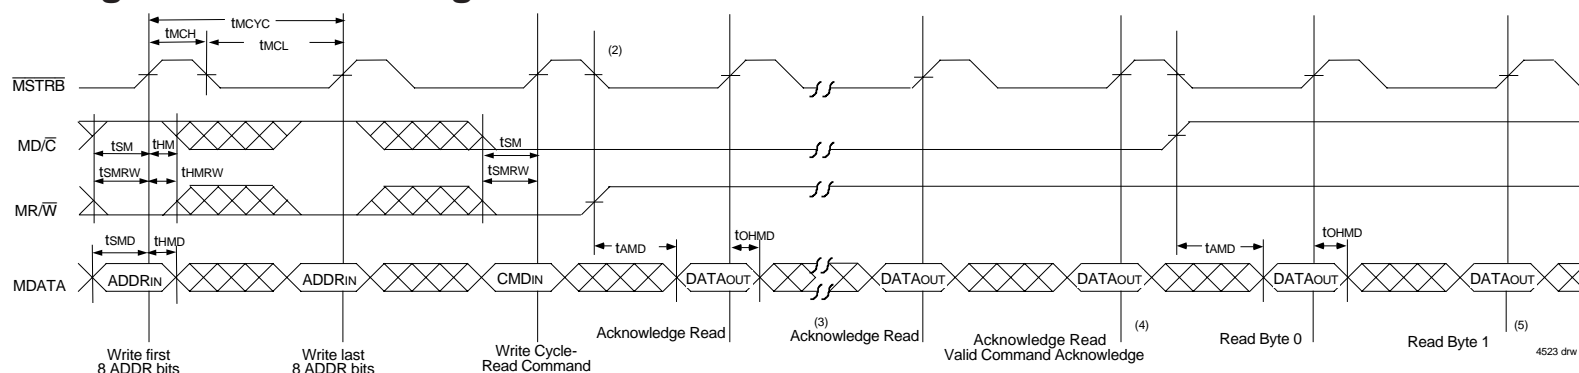 tMCYC
tMCH
tMCL
(2)
MSTRB
MD/C
tSM
tHM
tSM
tSMRW
tHMRW
tSMRW
MR/W
tSMD
tHMD
tAMD
tOHMD
tAMD
tOHMD
MDATA
ADDRIN
ADDRIN
CMDIN
DATAOUT
DATAOUT
DATAOUT
DATAOUT
DATAOUT
Acknowledge Read
(3)
Acknowledge Read
Acknowledge Read
Valid Command Acknowledge
(4)
Read Byte 0
Read Byte 1
(5)
Write first
8 ADDR bits
Write last
8 ADDR bits
Write Cycle-
Read Command
4523 drw